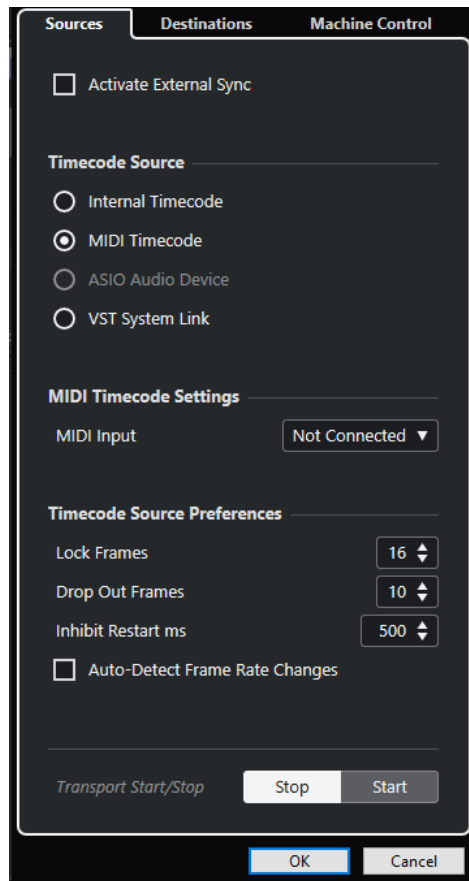 Sources Destinations Machine Control
Activate External Sync
Timecode Source
Internal Timecode
MIDI Timecode
ASIO Audio Device
VST System Link
MIDI Timecode Settings
MIDI Input Not Connected
Timecode Source Preferences
Lock Frames 16
Drop Out Frames 10
Inhibit Restart ms 500
Auto-Detect Frame Rate Changes
Transport Start/Stop Stop Start
OK Cancel